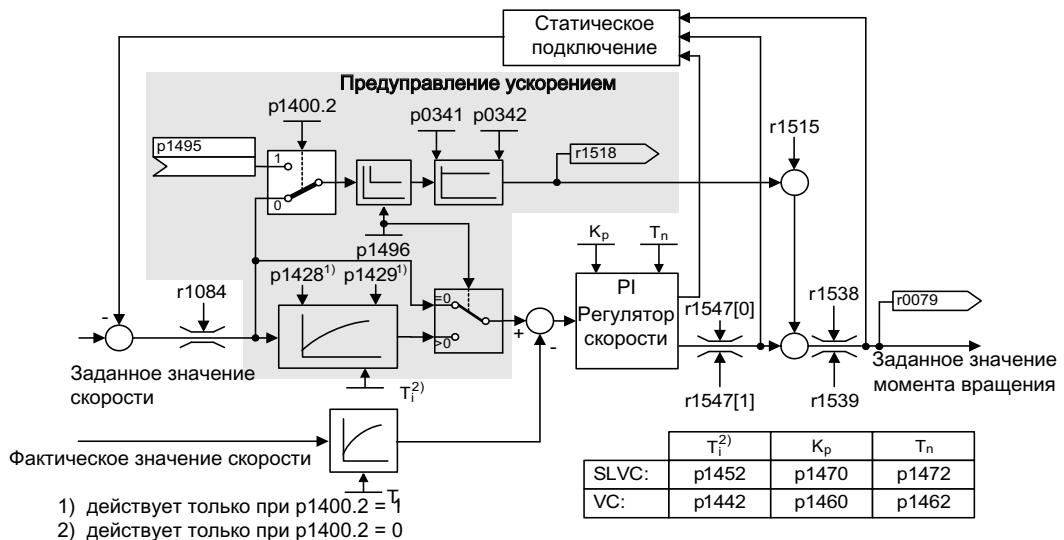 Статическое
подключение
Предуправление ускорением
p1400.2
p0341
p0342
r1515
p1495
r1518
1
0
p1496
Kp
Tn
p1428¹⁾
p1429¹⁾
r1084
=0
>0
PI
Регулятор
скорости
r1547[0]
r1538
r0079
-
+
-
Заданное значение
скорости
Ti²⁾
r1547[1]
r1539
Заданное значение
момента вращения
Фактическое значение скорости
Ti
Ti²⁾ Kp Tn
SLVC: p1452 p1470 p1472
VC: p1442 p1460 p1462
1) действует только при p1400.2 = 1
2) действует только при p1400.2 = 0